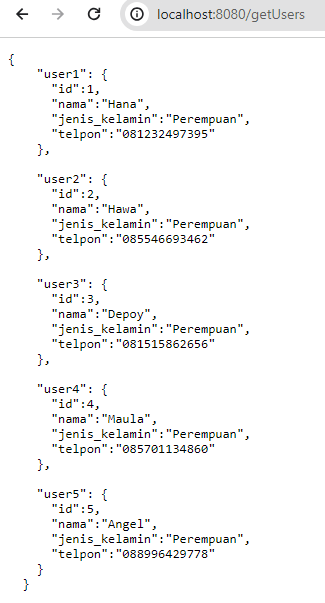 localhost:8080/getUsers
{
"user1": {
"id":1,
"nama":"Hana",
"jenis_kelamin":"Perempuan",
"telpon":"081232497395"
},
"user2": {
"id":2,
"nama":"Hawa",
"jenis_kelamin":"Perempuan",
"telpon":"085546693462"
},
"user3": {
"id":3,
"nama":"Depoy",
"jenis_kelamin":"Perempuan",
"telpon":"081515862656"
},
"user4": {
"id":4,
"nama":"Maula",
"jenis_kelamin":"Perempuan",
"telpon":"085701134860"
},
"user5": {
"id":5,
"nama":"Angel",
"jenis_kelamin":"Perempuan",
"telpon":"088996429778"
}
}